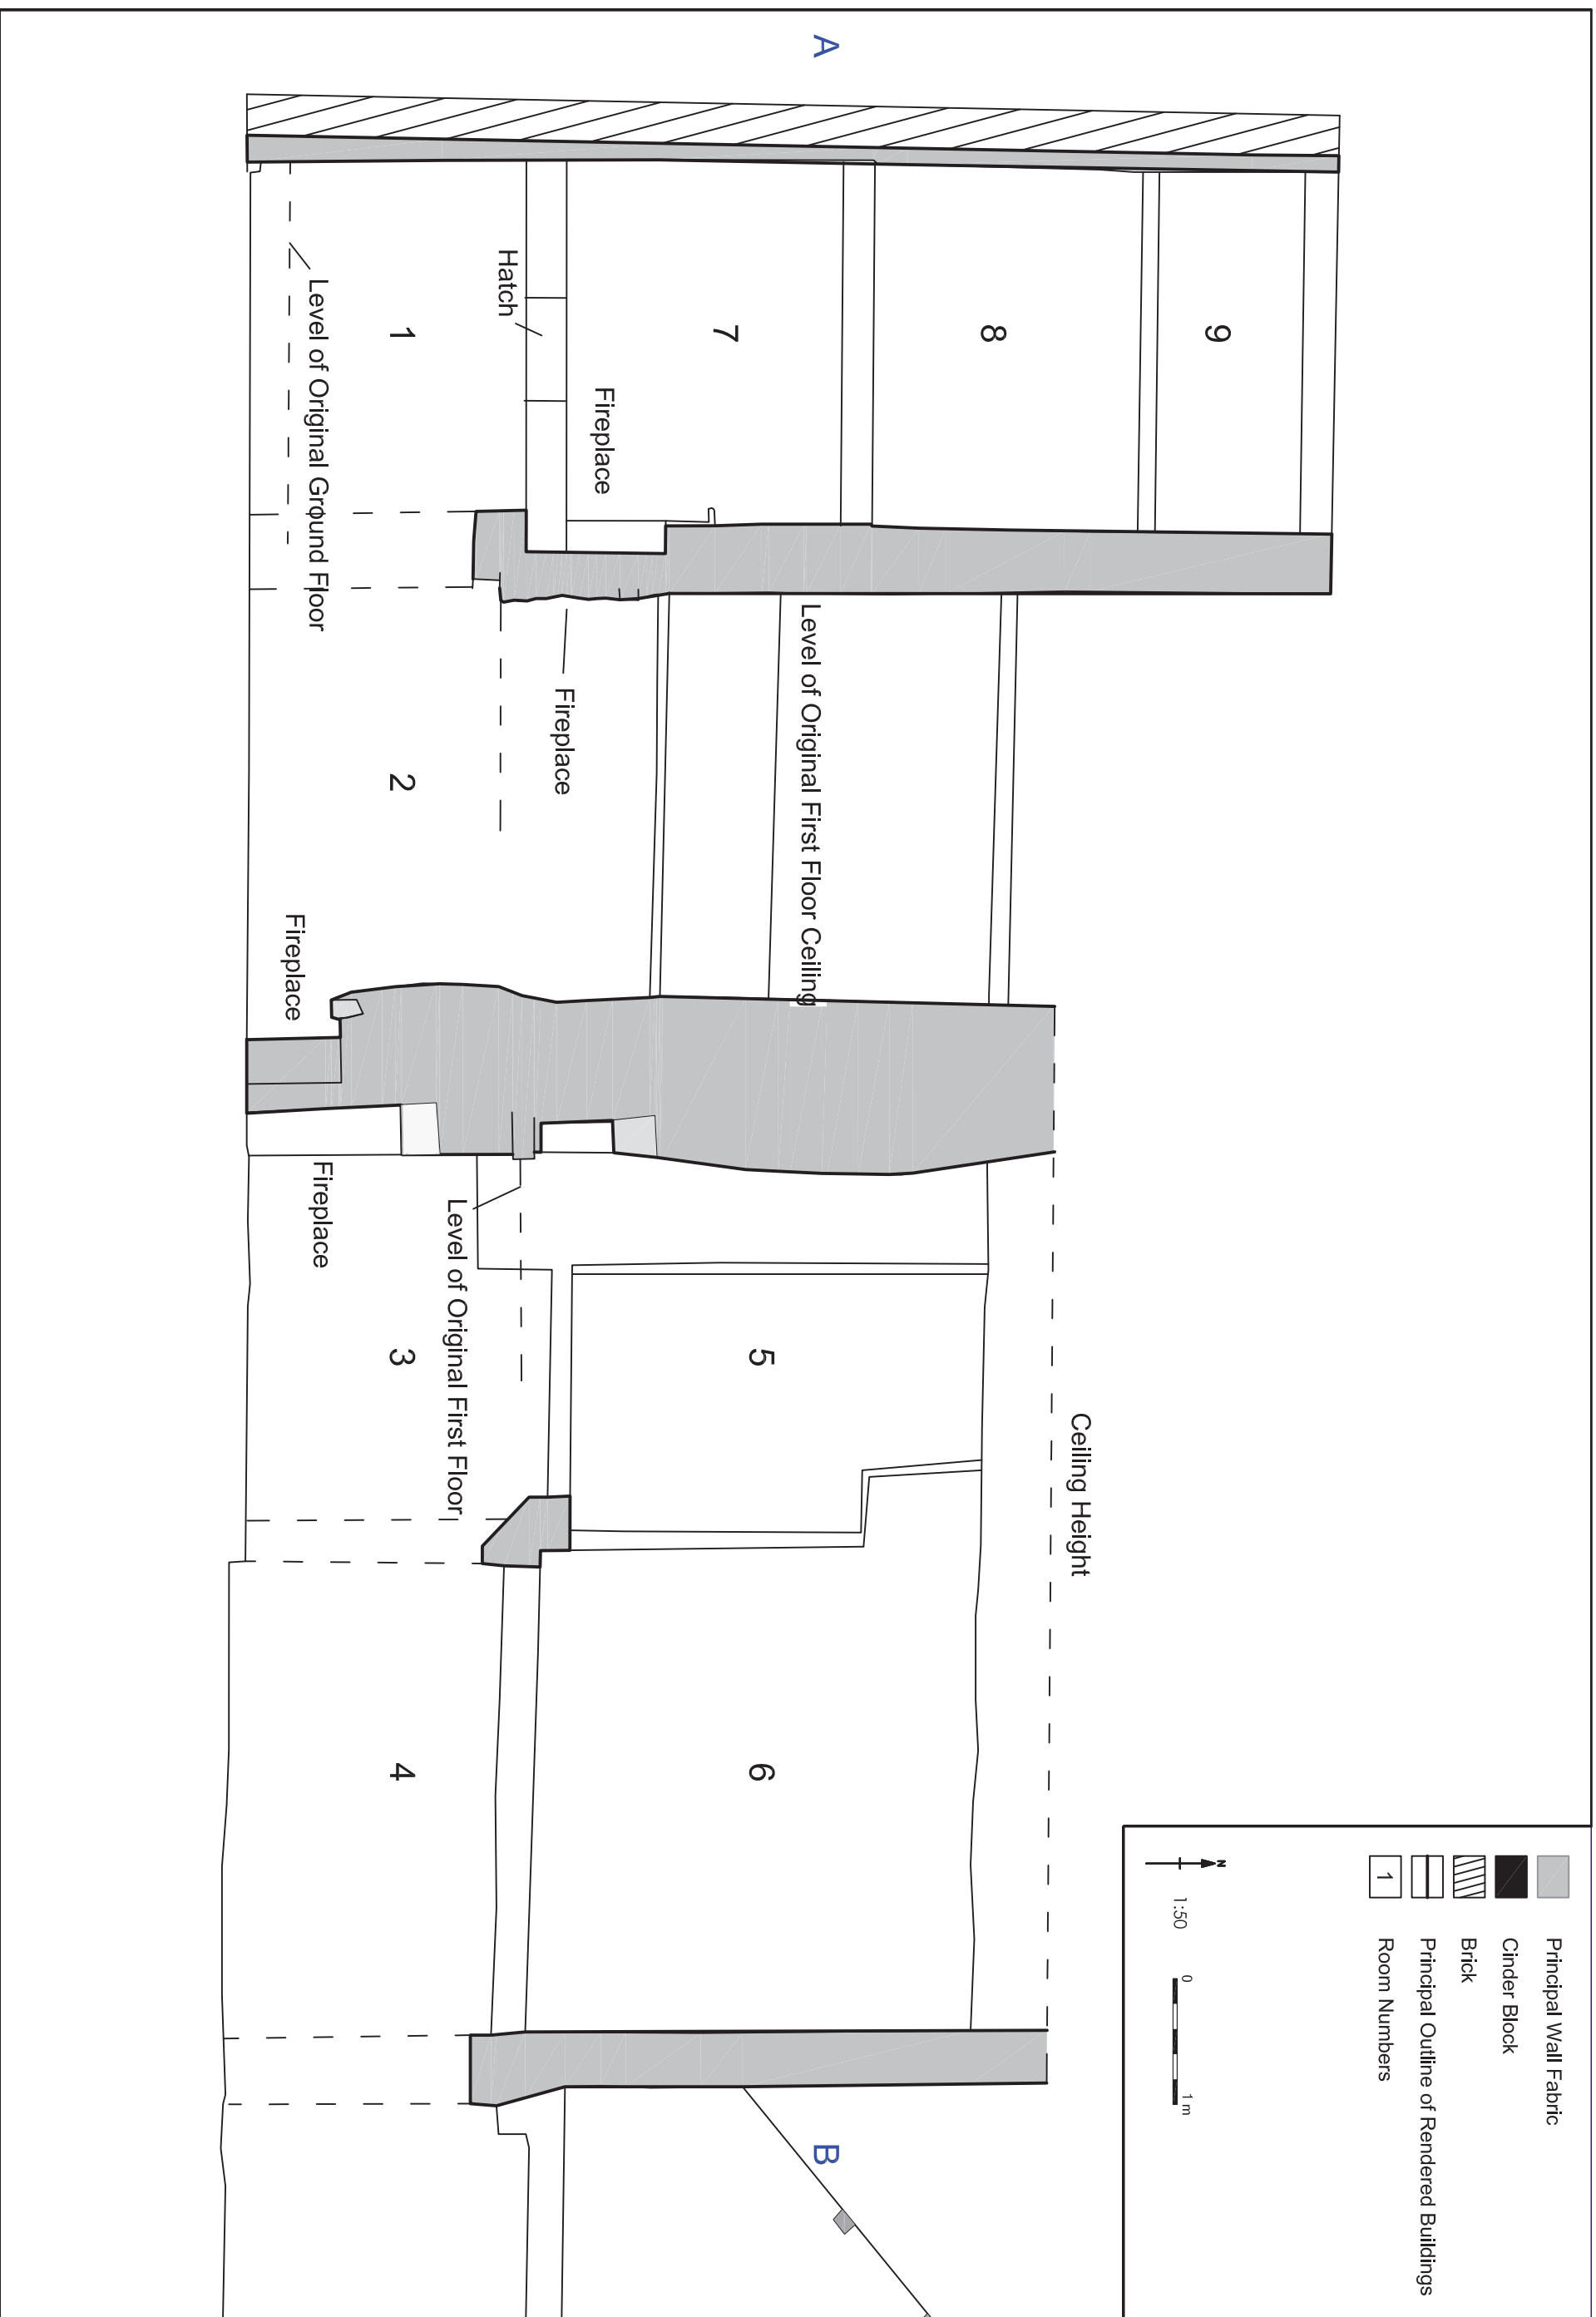 A
B
9
8
7
Hatch
Fireplace
1
Level of Original Ground Floor
Level of Original First Floor Ceiling
Fireplace
2
Fireplace
Ceiling Height
5
Level of Original First Floor
3
Fireplace
6
4
Principal Wall Fabric
Cinder Block
Brick
Principal Outline of Rendered Buildings
1 Room Numbers
N
1:50
0 1 m